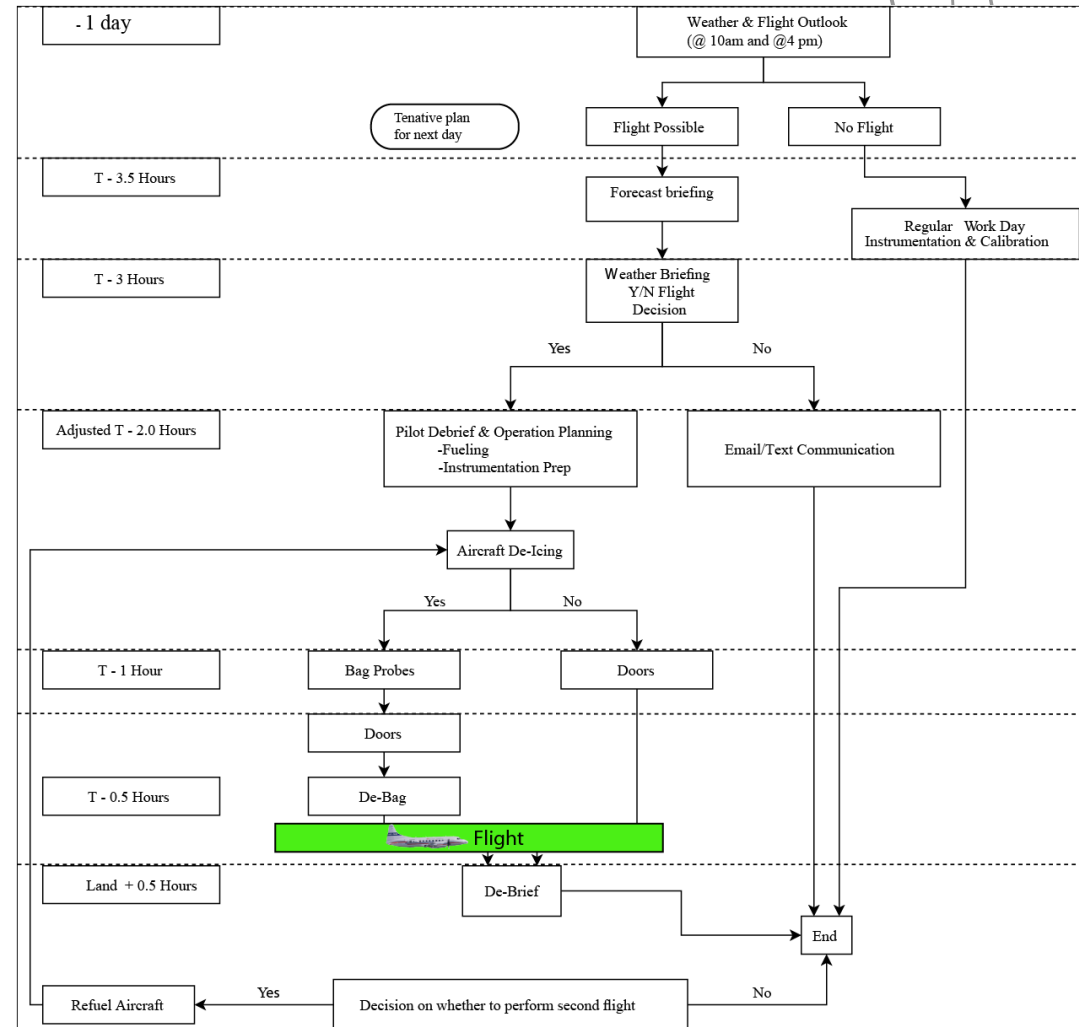 - 1 day
Weather & Flight Outlook
(@ 10am and @4 pm)
Tenative plan
for next day
Flight Possible
No Flight
T - 3.5 Hours
Forecast briefing
Regular Work Day
Instrumentation & Calibration
T - 3 Hours
Weather Briefing
Y/N Flight
Decision
Yes
No
Adjusted T - 2.0 Hours
Pilot Debrief & Operation Planning
-Fueling
-Instrumentation Prep
Email/Text Communication
Aircraft De-Icing
Yes
No
T - 1 Hour
Bag Probes
Doors
Doors
T - 0.5 Hours
De-Bag
Flight
Land + 0.5 Hours
De-Brief
End
Refuel Aircraft
Yes
Decision on whether to perform second flight
No